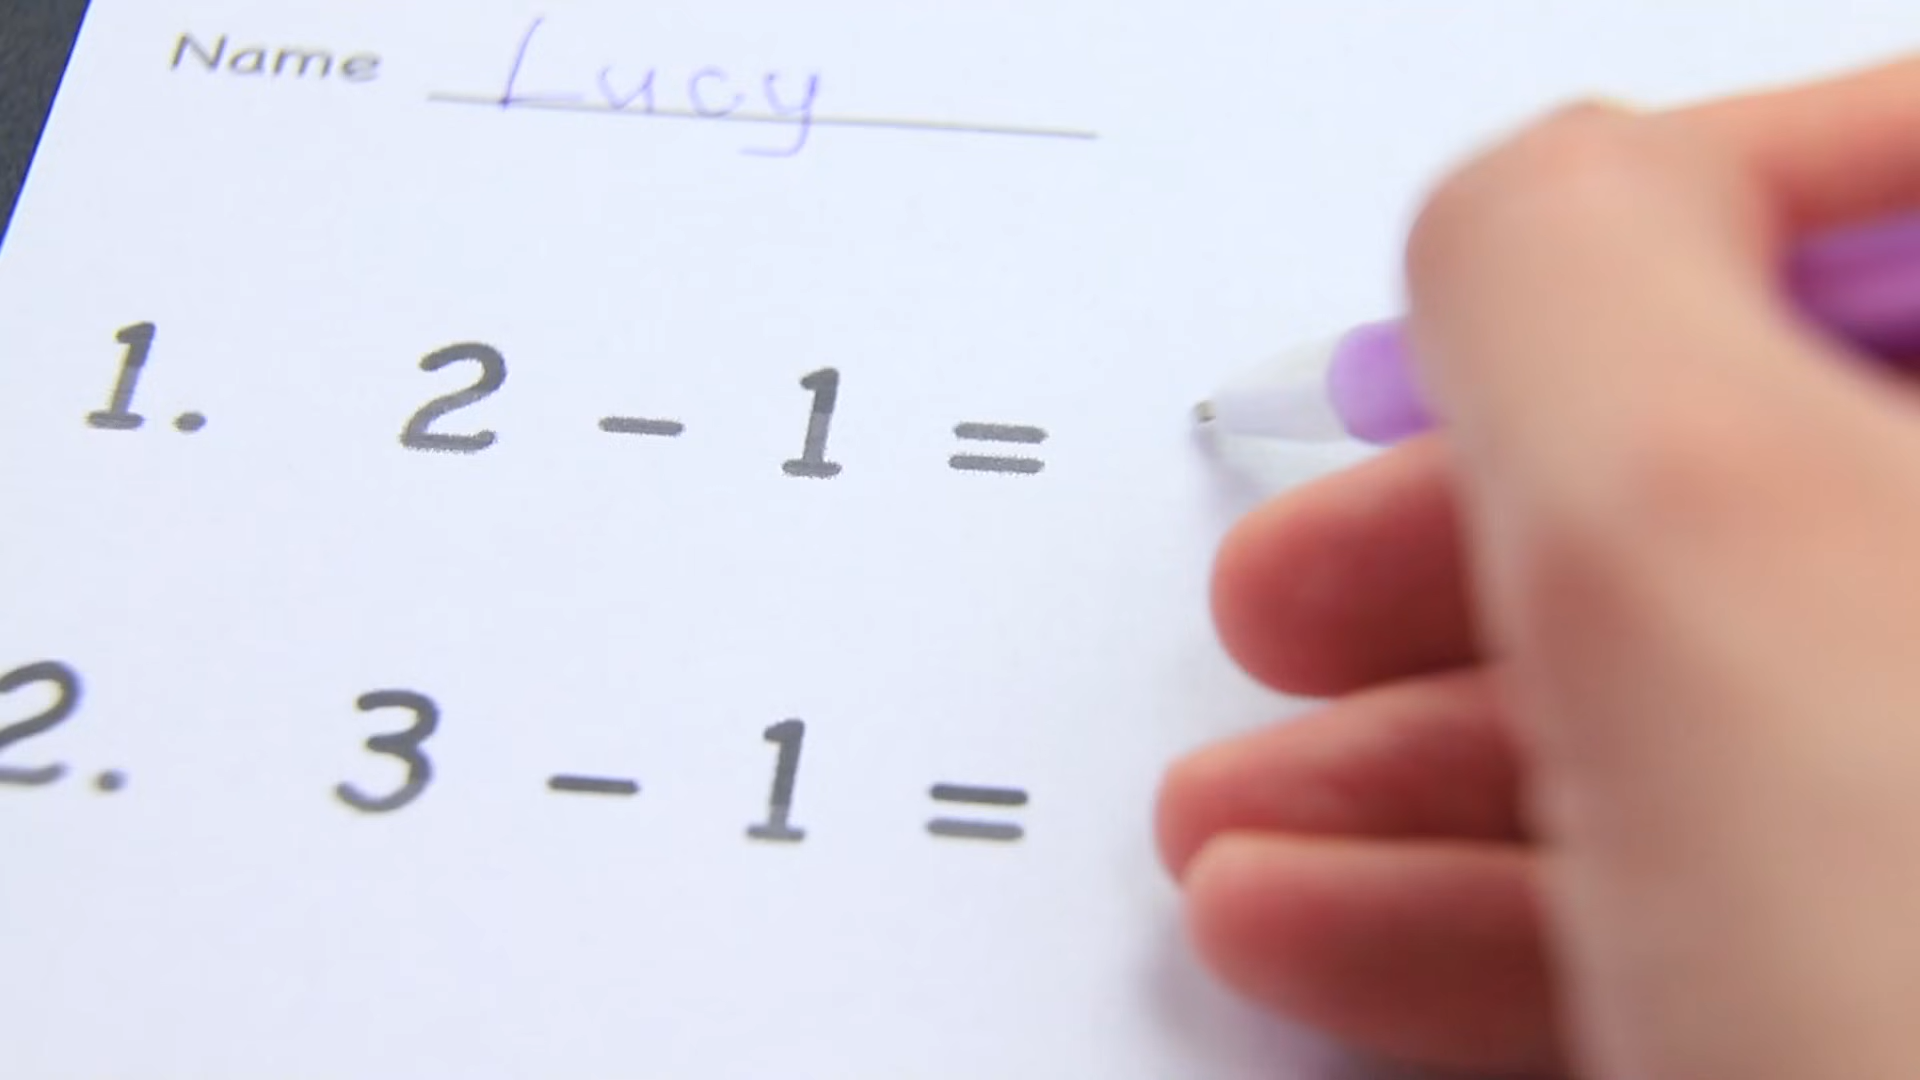 Name Lucy
1. 2 - 1 =
2. 3 - 1 =